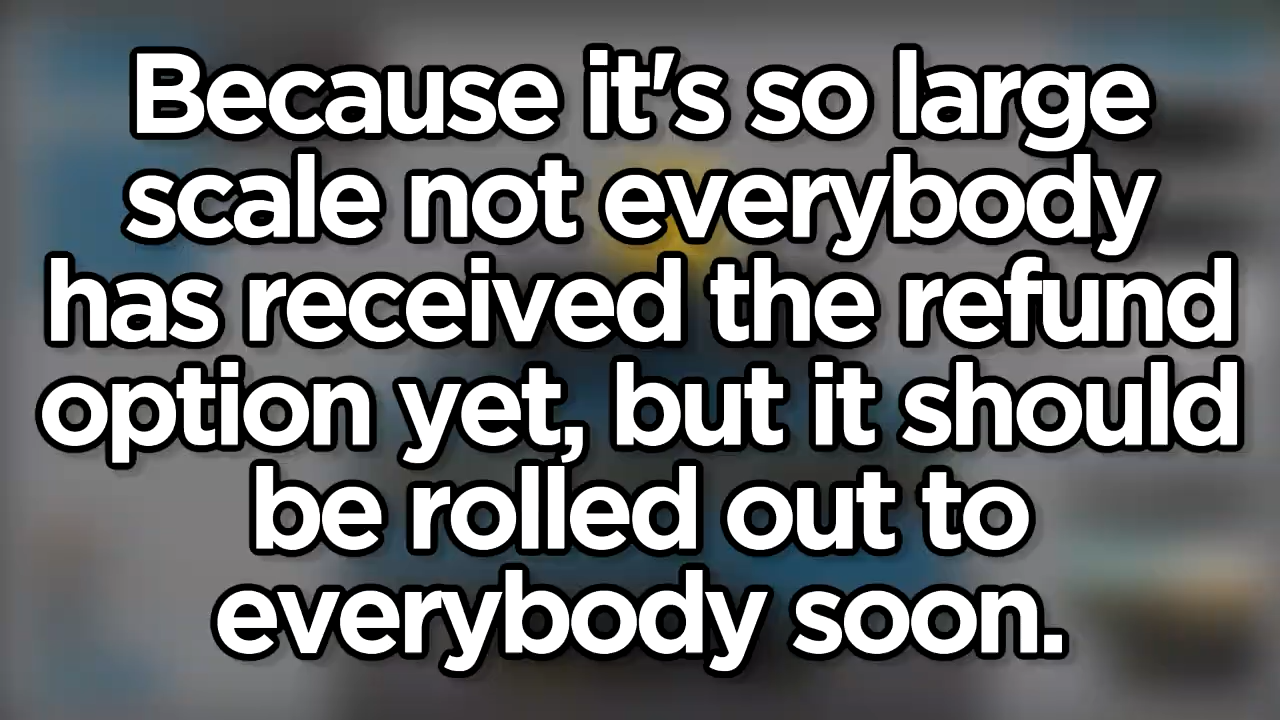 Because it's so large
scale not everybody
has received the refund
option yet, but it should
be rolled out to
everybody soon.